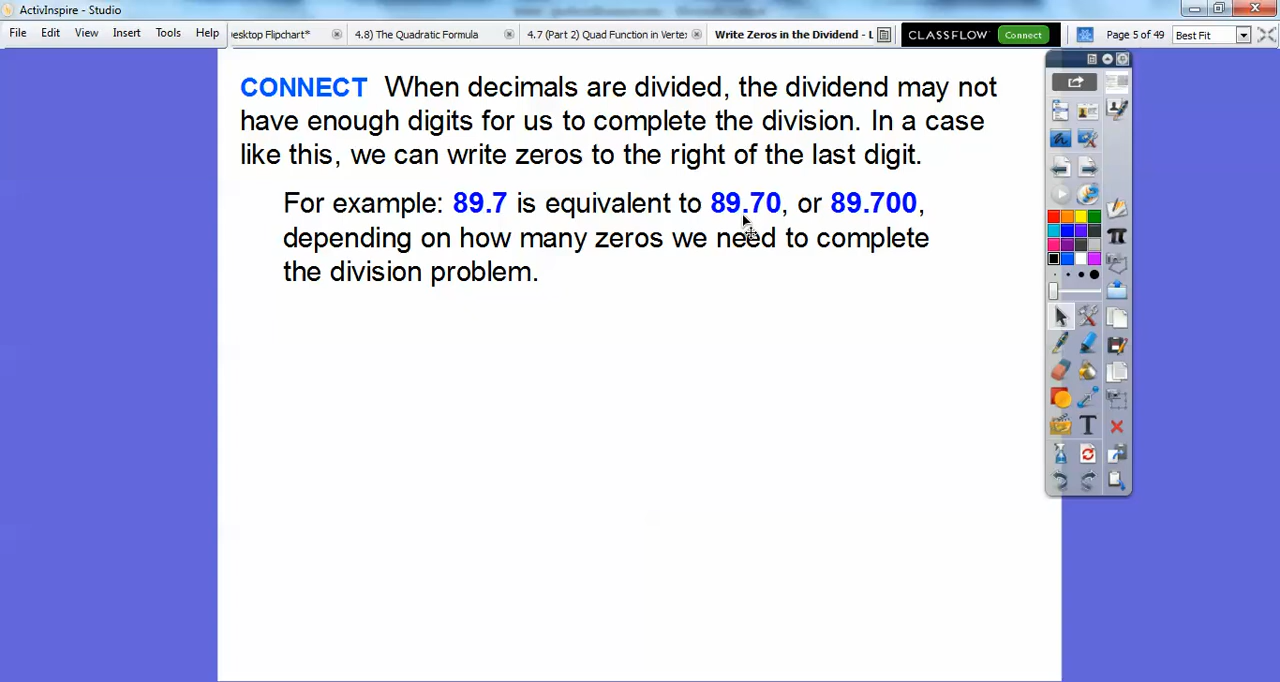 ActivInspire - Studio
File Edit View Insert Tools Help
esktop Flipchart* 4.8) The Quadratic Formula 4.7 (Part 2) Quad Function in Vertex Write Zeros in the Dividend - L
CLASSFLOW Connect
Page 5 of 49 Best Fit
CONNECT When decimals are divided, the dividend may not
have enough digits for us to complete the division. In a case
like this, we can write zeros to the right of the last digit.
For example: 89.7 is equivalent to 89.70, or 89.700,
depending on how many zeros we need to complete
the division problem.